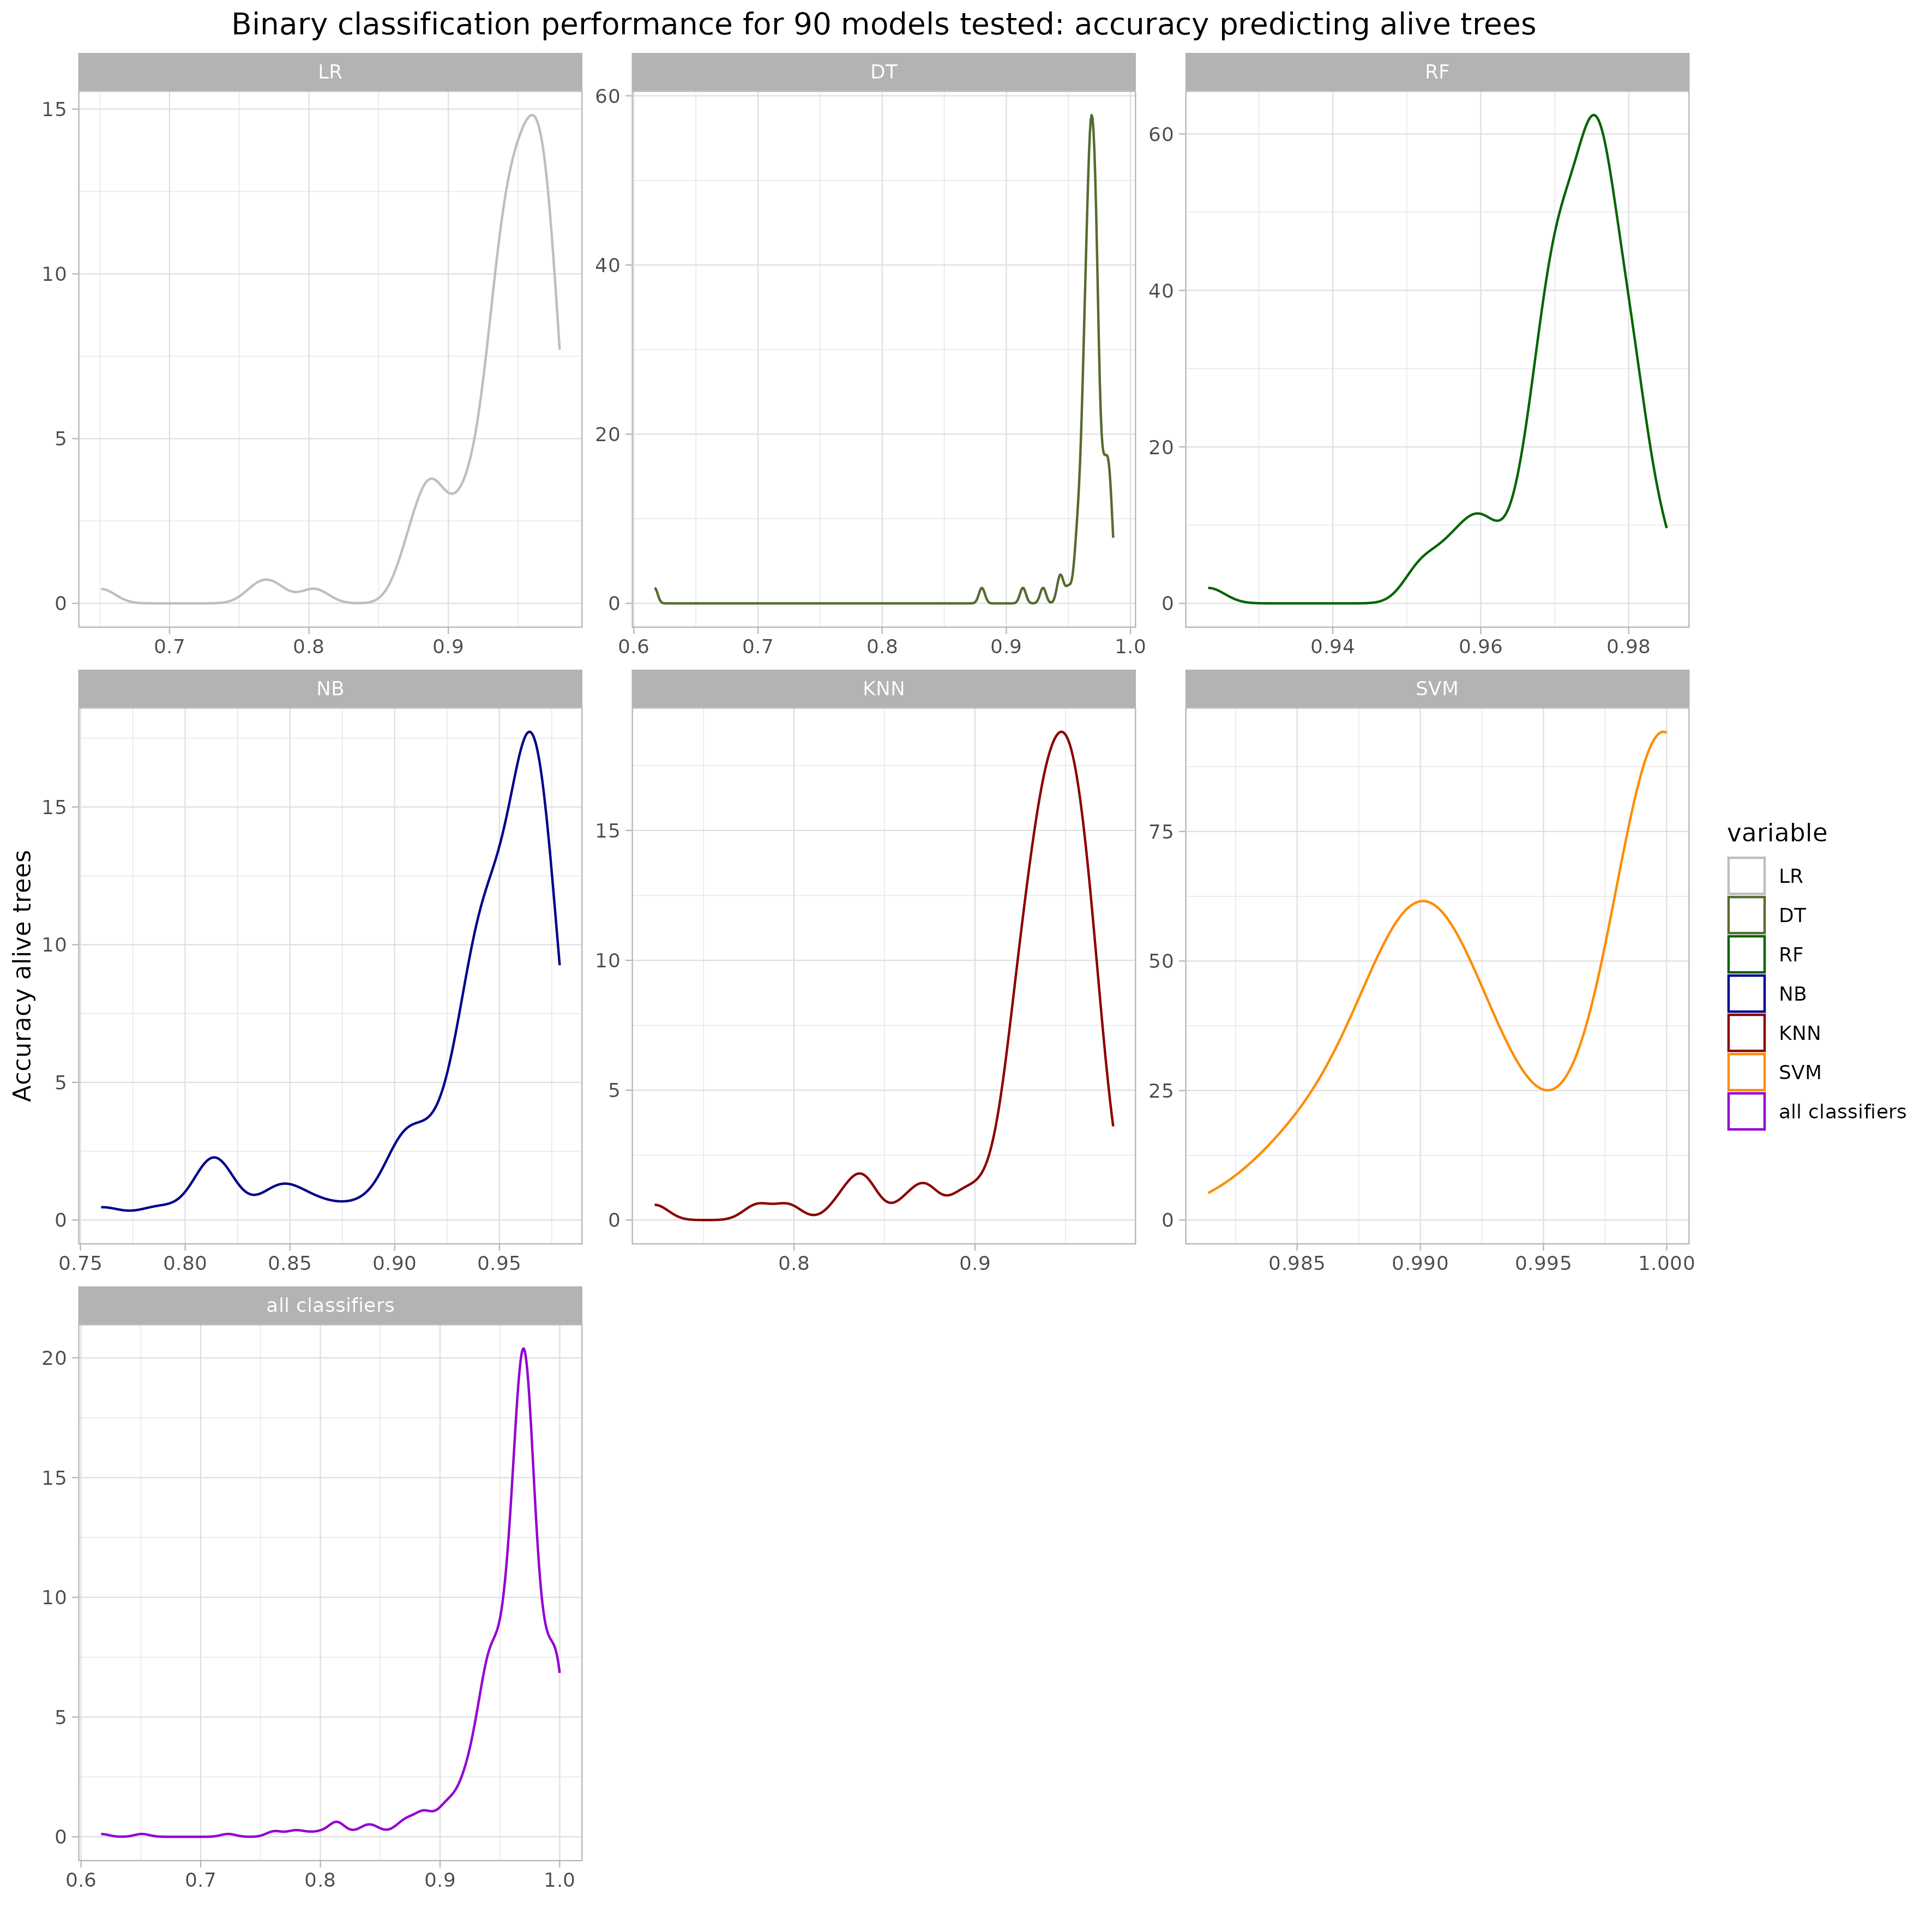 Binary classification performance for 90 models tested: accuracy predicting alive trees
LR
DT
RF
15
10
5
0
0.7 0.8 0.9
60
40
20
0
0.6 0.7 0.8 0.9 1.0
60
40
20
0
0.94 0.96 0.98
NB
KNN
SVM
15
10
5
0
0.75 0.80 0.85 0.90 0.95
15
10
5
0
0.8 0.9
75
50
25
0
0.985 0.990 0.995 1.000
Accuracy alive trees
all classifiers
20
15
10
5
0
0.6 0.7 0.8 0.9 1.0
variable
LR
DT
RF
NB
KNN
SVM
all classifiers